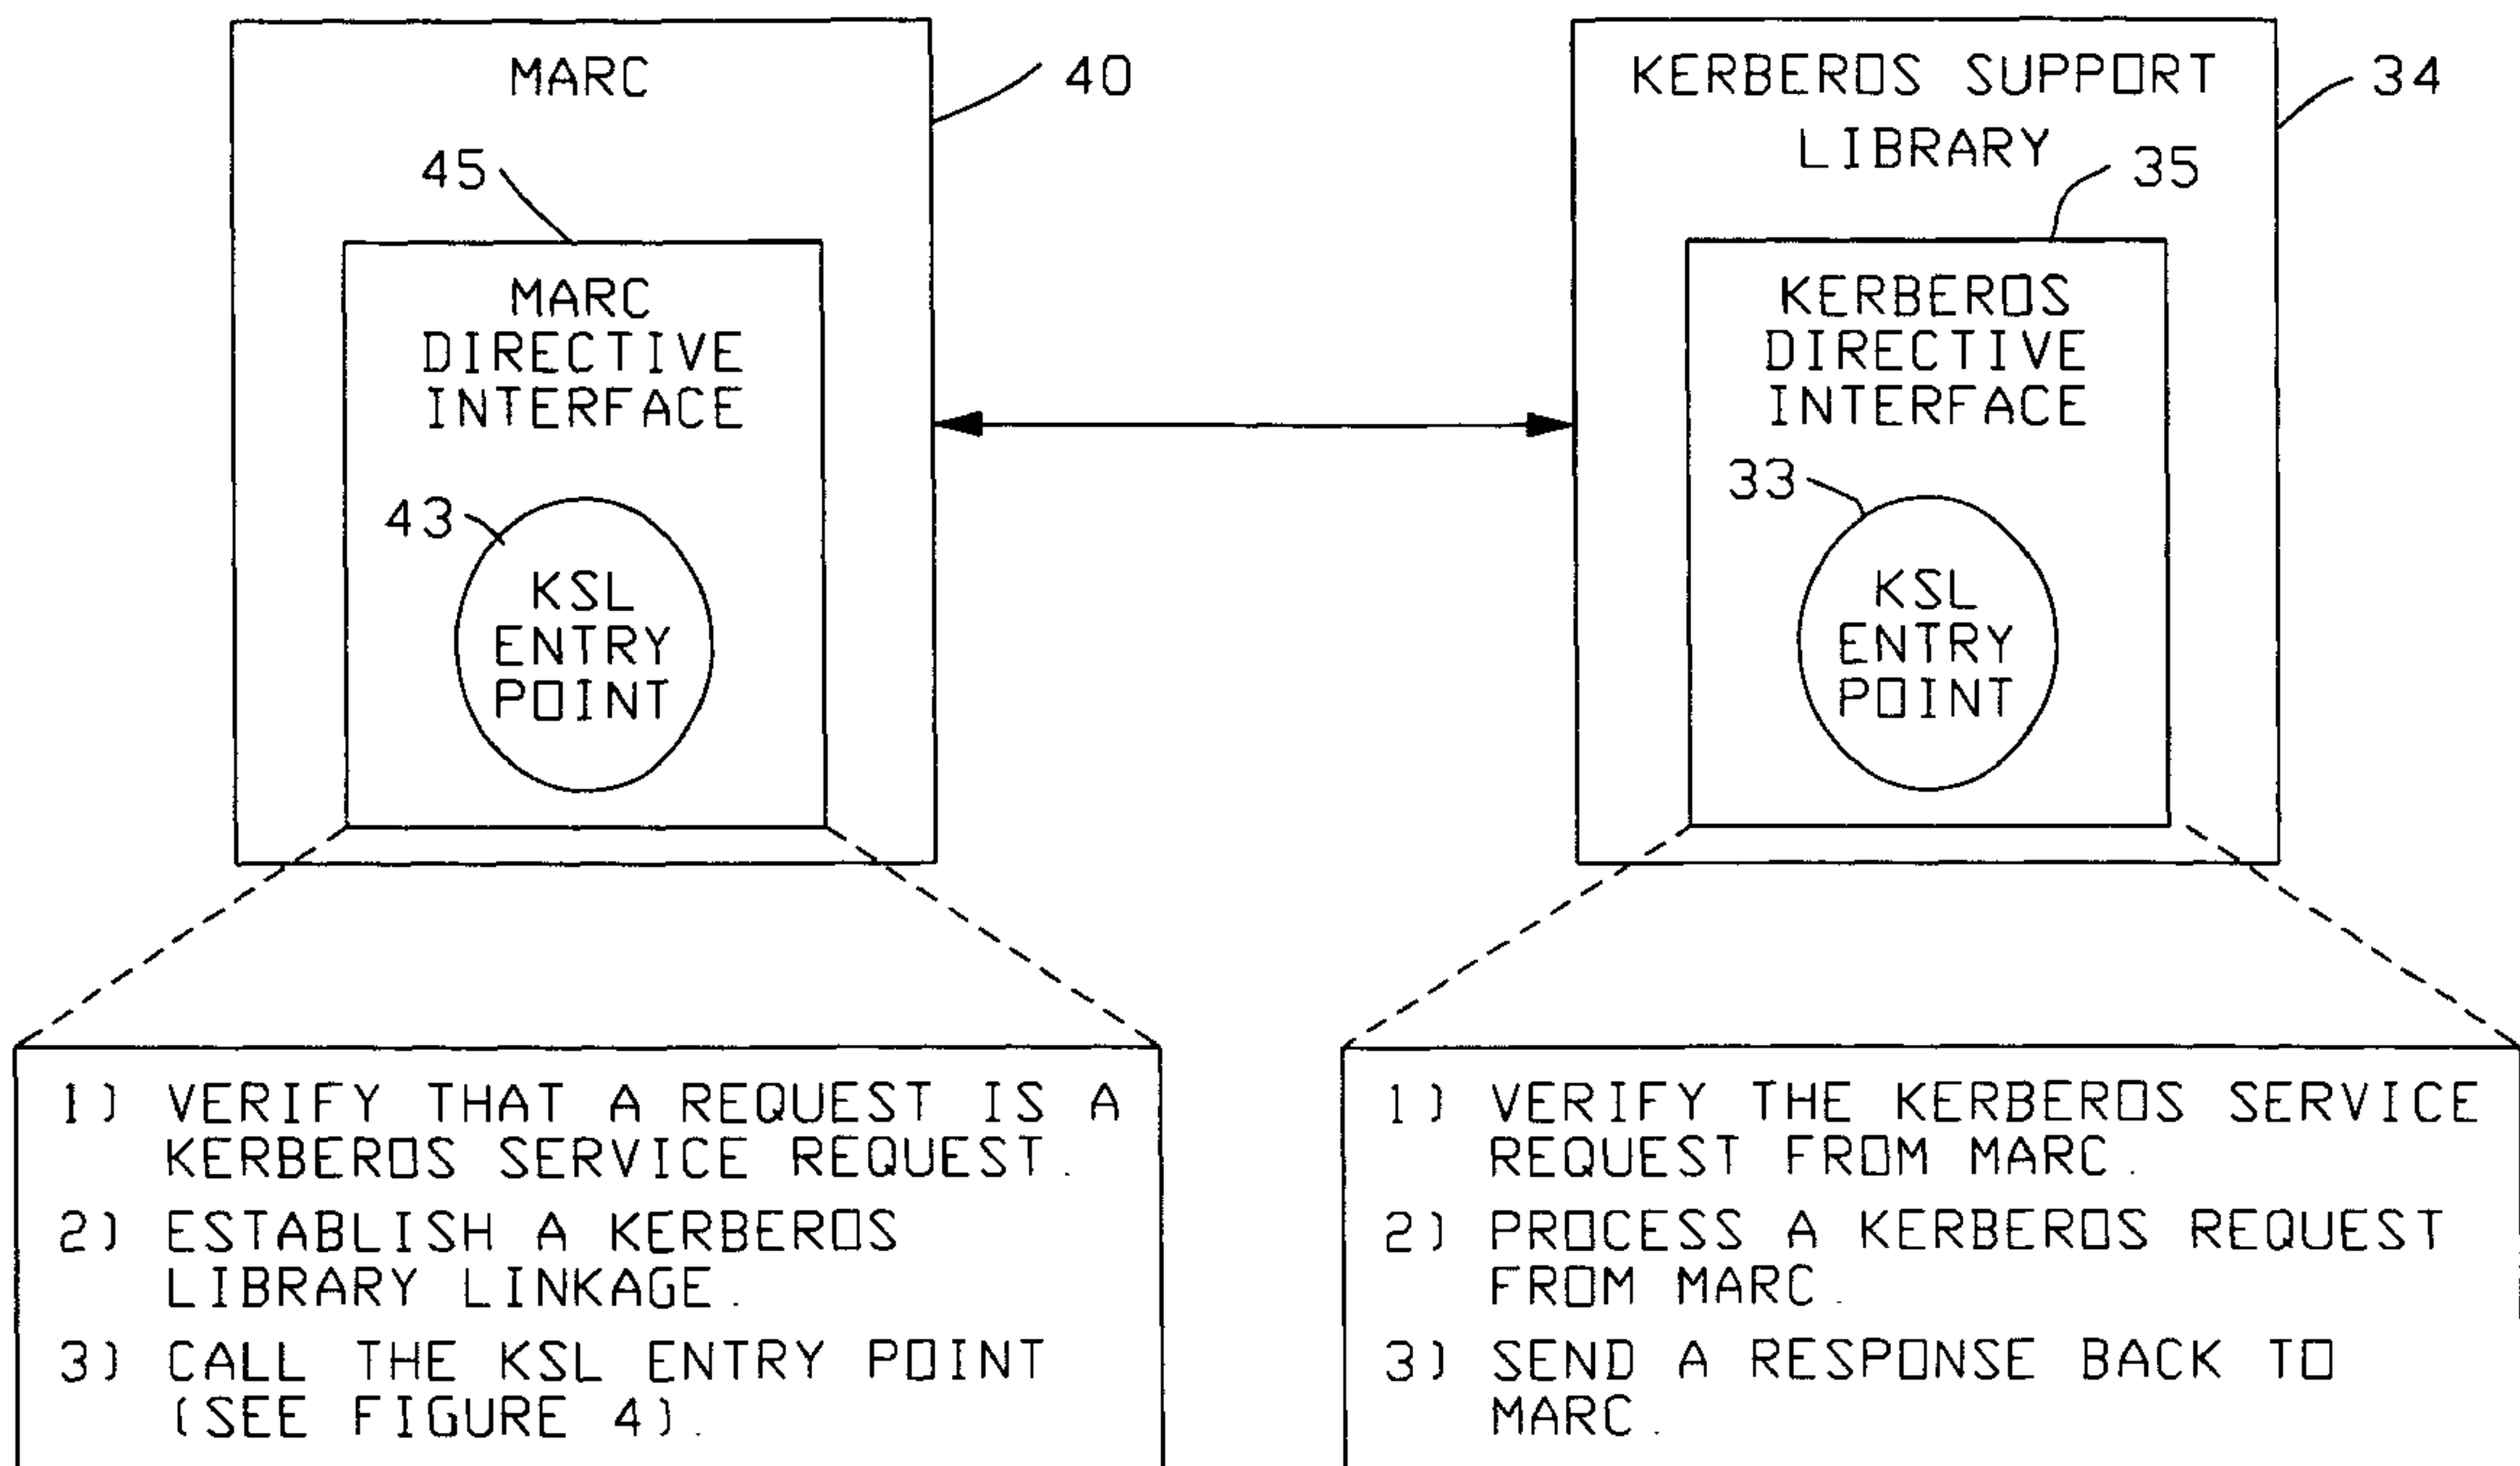 MARC
40
45
MARC
DIRECTIVE
INTERFACE
43
KSL
ENTRY
POINT
KERBEROS SUPPORT
LIBRARY
34
35
KERBEROS
DIRECTIVE
INTERFACE
33
KSL
ENTRY
POINT
1) VERIFY THAT A REQUEST IS A
KERBEROS SERVICE REQUEST.
2) ESTABLISH A KERBEROS
LIBRARY LINKAGE.
3) CALL THE KSL ENTRY POINT
(SEE FIGURE 4).
1) VERIFY THE KERBEROS SERVICE
REQUEST FROM MARC.
2) PROCESS A KERBEROS REQUEST
FROM MARC.
3) SEND A RESPONSE BACK TO
MARC.